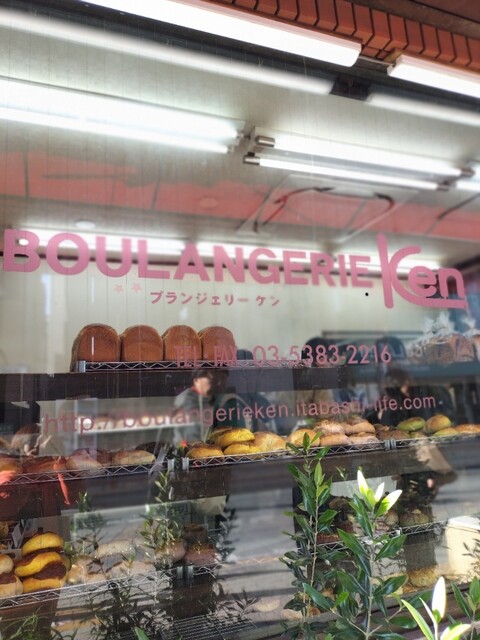 BOULANGERIE Ken
ブランジェリー ケン
TEL・FAX 03-5383-2216
http://boulangerieken.itabashi-life.com